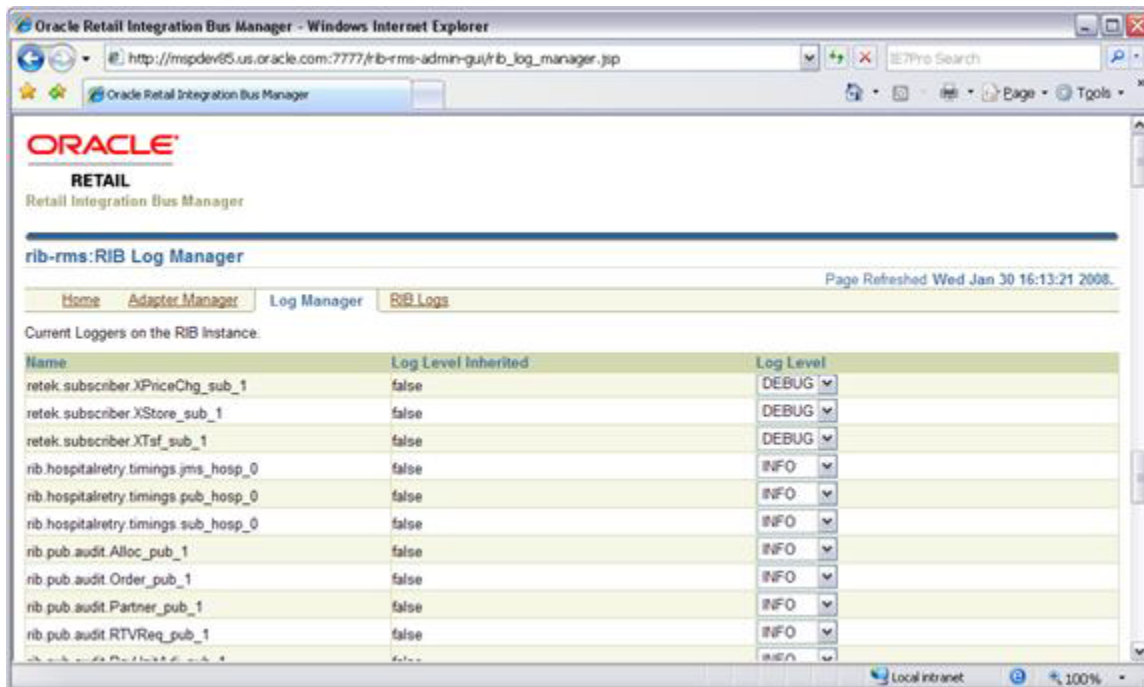 Oracle Retail Integration Bus Manager - Windows Internet Explorer
http://mspdev85.us.oracle.com:7777/rib-rms-admin-gui/rib_log_manager.jsp
IE7Pro Search
Oracle Retail Integration Bus Manager
Page
Tools
ORACLE
RETAIL
Retail Integration Bus Manager
rib-rms:RIB Log Manager
Page Refreshed Wed Jan 30 16:13:21 2008.
Home Adapter Manager Log Manager RIB Logs
Current Loggers on the RIB Instance.
Name Log Level Inherited Log Level
retek.subscriber.XPriceChg_sub_1 false DEBUG
retek.subscriber.XStore_sub_1 false DEBUG
retek.subscriber.XTsf_sub_1 false DEBUG
rib.hospitalretry.timings.jms_hosp_0 false INFO
rib.hospitalretry.timings.pub_hosp_0 false INFO
rib.hospitalretry.timings.sub_hosp_0 false INFO
rib.pub.audit.Alloc_pub_1 false INFO
rib.pub.audit.Order_pub_1 false INFO
rib.pub.audit.Partner_pub_1 false INFO
rib.pub.audit.RTVReq_pub_1 false INFO
false INFO
Local intranet 100%